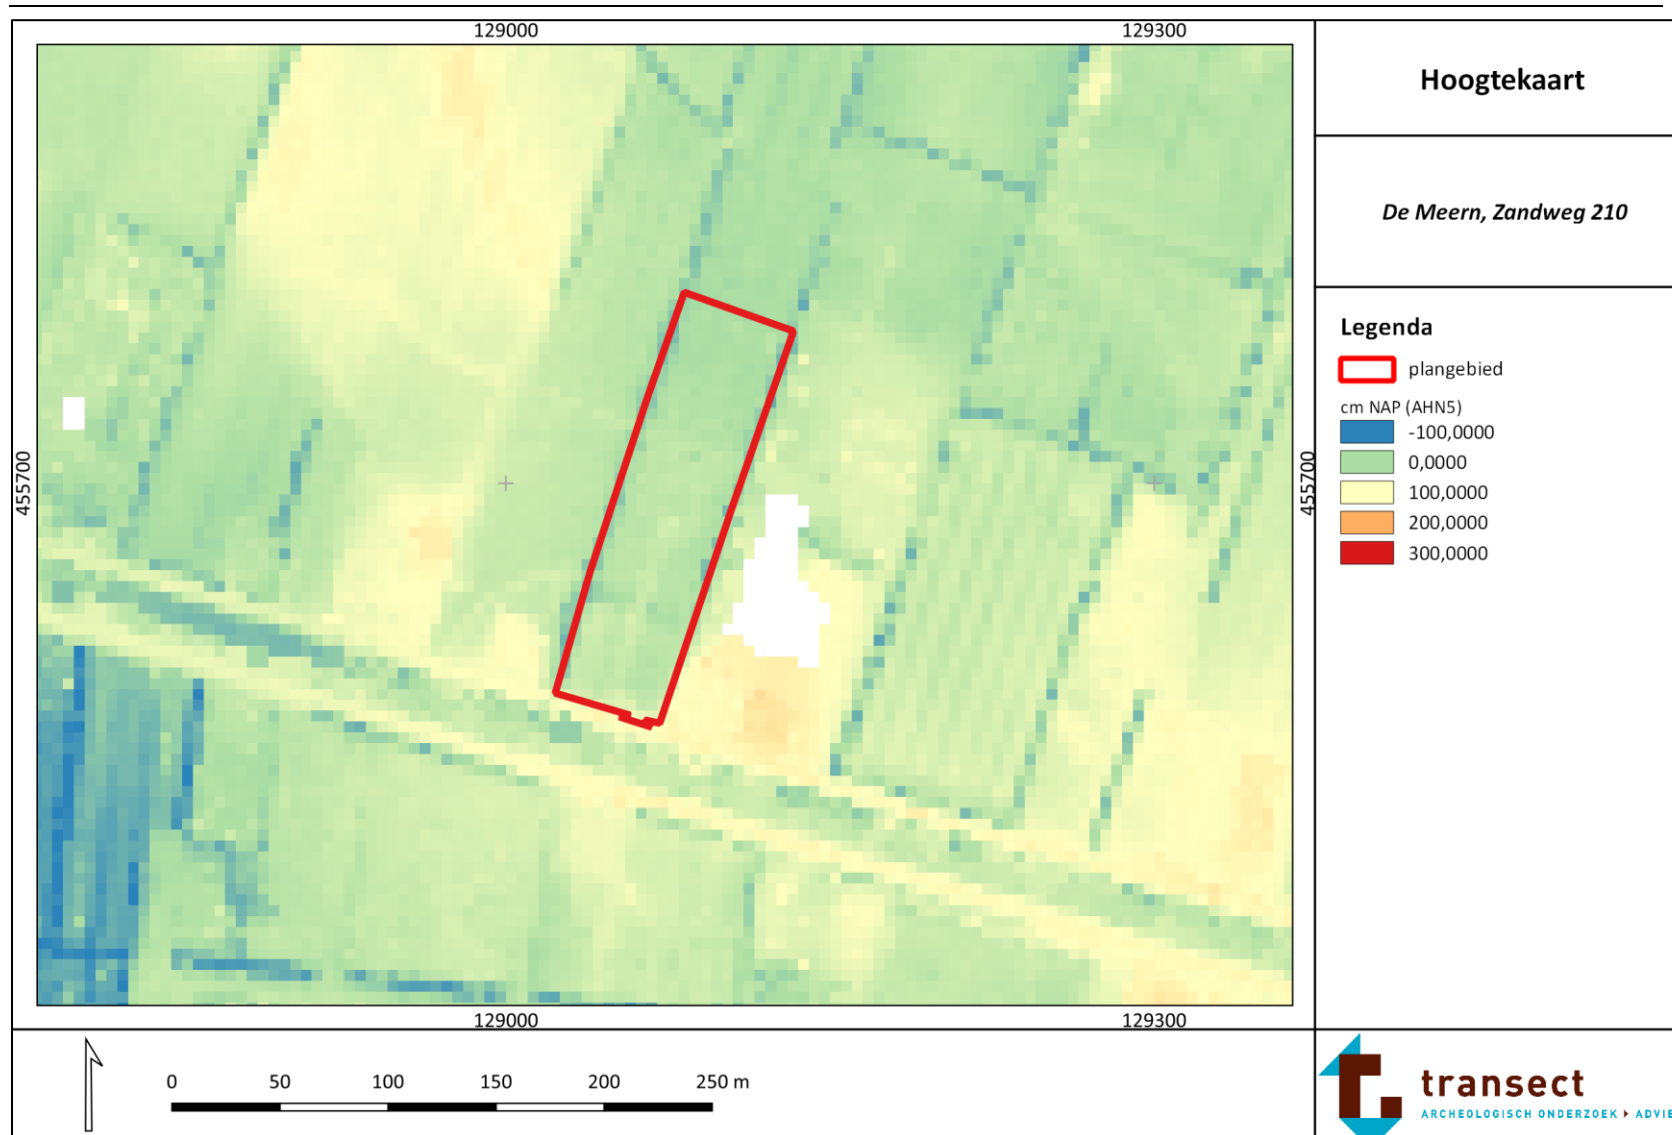 129000
129300
Hoogtekaart
De Meern, Zandweg 210
455700
455700
Legenda
plangebied
cm NAP (AHN5)
-100,0000
0,0000
100,0000
200,0000
300,0000
129000
129300
0 50 100 150 200 250 m
transect
ARCHEOLOGISCH ONDERZOEK ▸ ADVIE